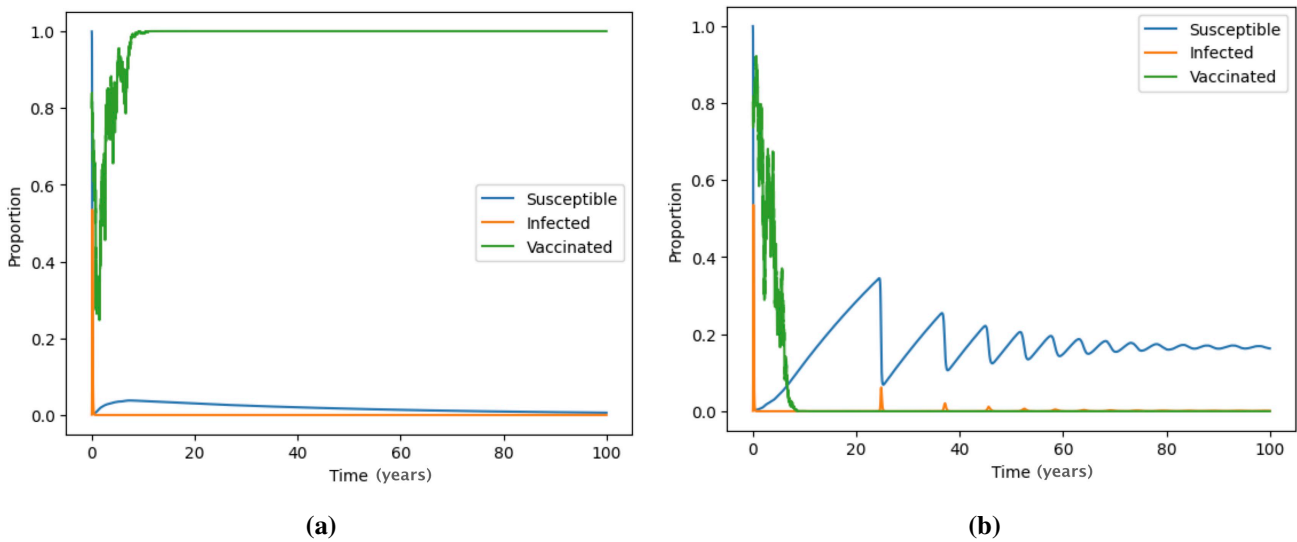 1.0
0.8
0.6
0.4
0.2
0.0
Proportion
Susceptible
Infected
Vaccinated
0 20 40 60 80 100
Time (years)
(a)
1.0
0.8
0.6
0.4
0.2
0.0
Proportion
Susceptible
Infected
Vaccinated
0 20 40 60 80 100
Time (years)
(b)